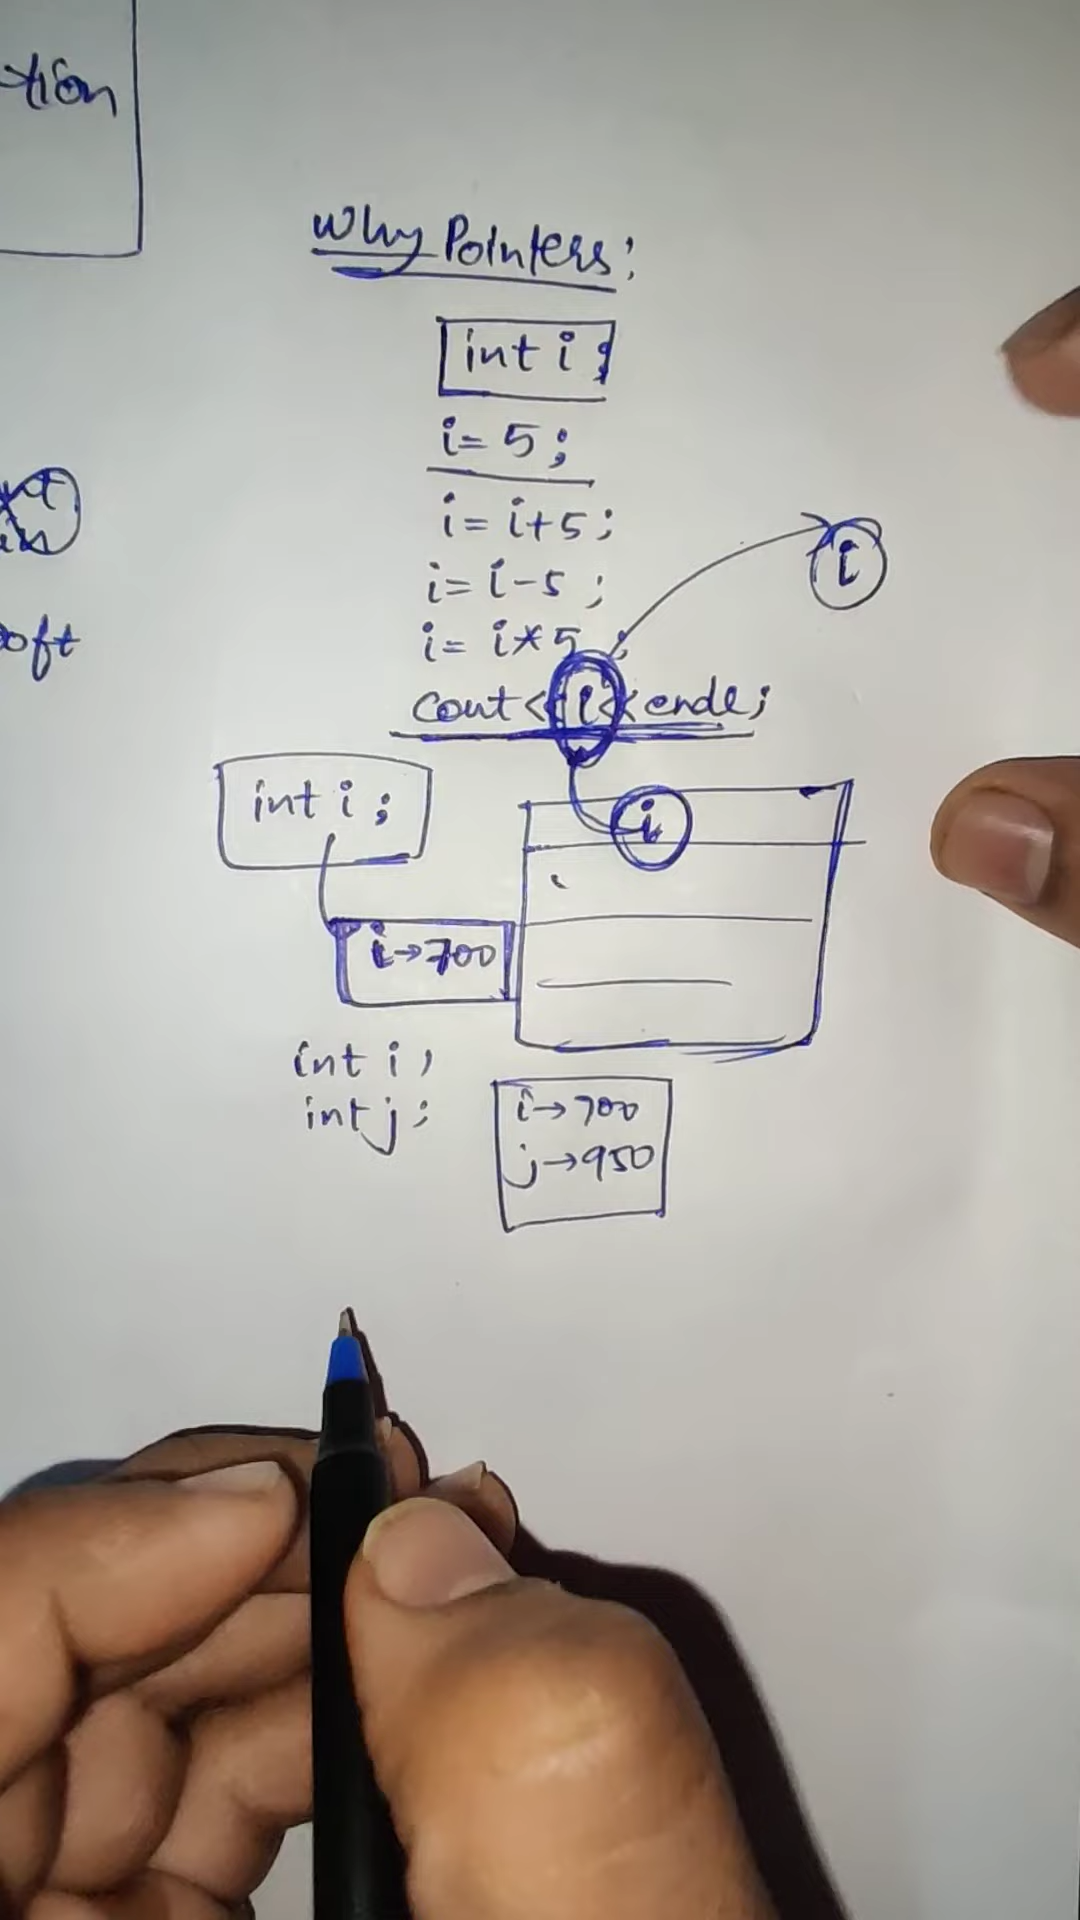 tion
Why Pointers:
int i;
i= 5;
i= i+5;
i= i-5;
i= i*5;
i
oft
cout<<i<<endl;
int i;
i
i→700
int i;
int j;
i→700
j→950